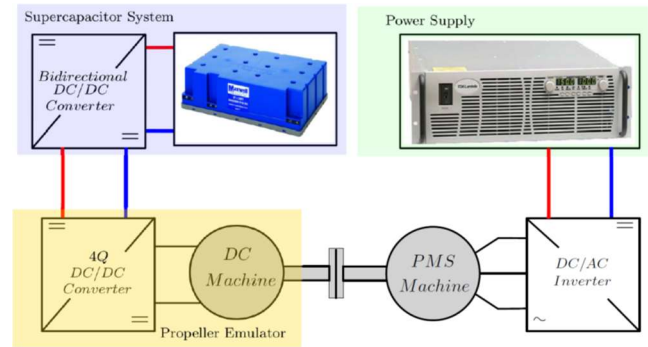 Supercapacitor System
Power Supply
Bidirectional
DC/DC
Converter
Maxwell
4Q
DC/DC
Converter
DC
Machine
PMS
Machine
DC/AC
Inverter
Propeller Emulator